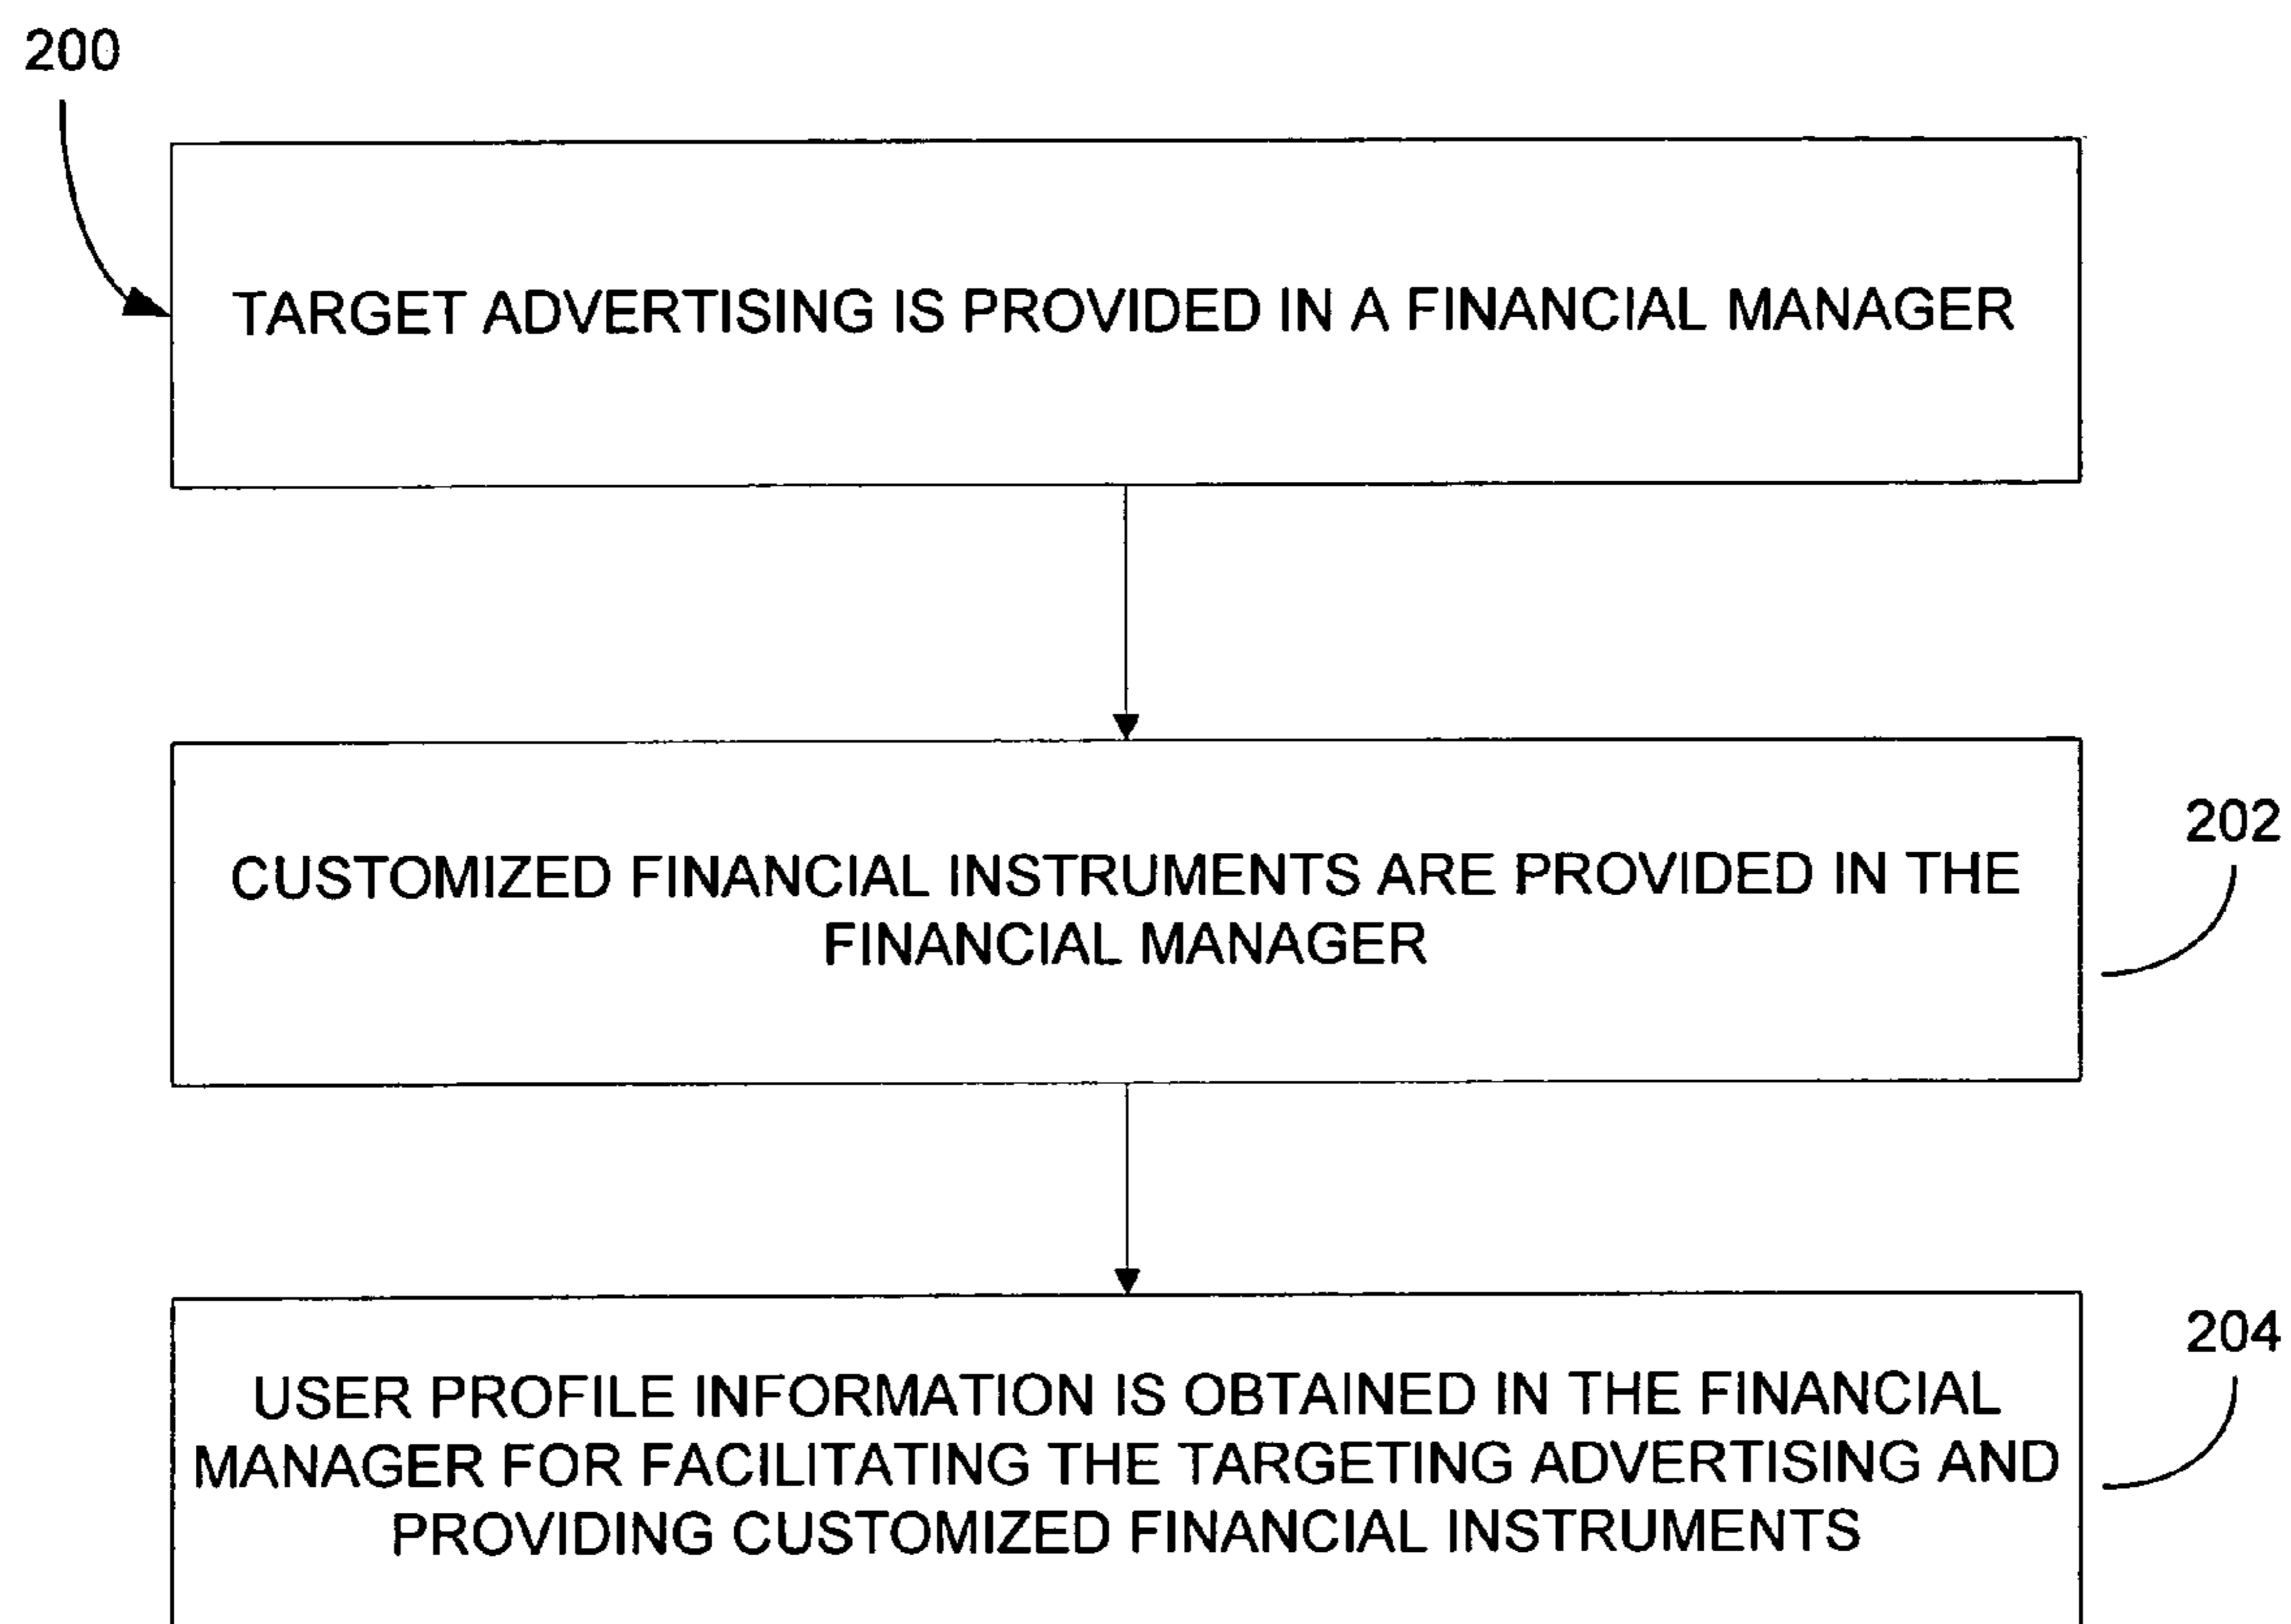 200
TARGET ADVERTISING IS PROVIDED IN A FINANCIAL MANAGER
202
CUSTOMIZED FINANCIAL INSTRUMENTS ARE PROVIDED IN THE
FINANCIAL MANAGER
204
USER PROFILE INFORMATION IS OBTAINED IN THE FINANCIAL
MANAGER FOR FACILITATING THE TARGETING ADVERTISING AND
PROVIDING CUSTOMIZED FINANCIAL INSTRUMENTS